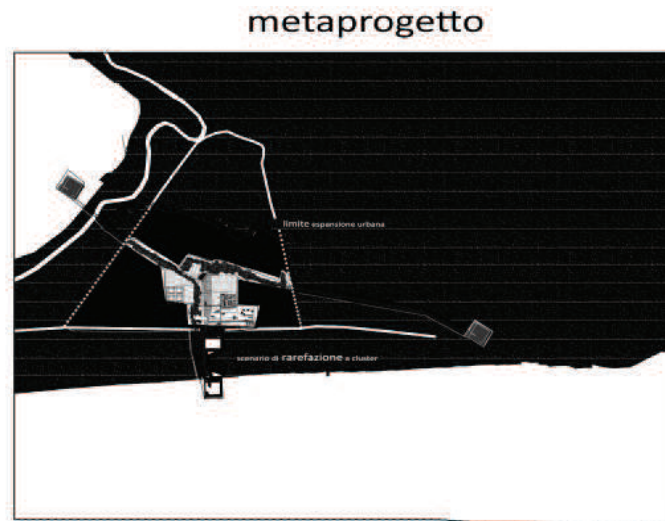 metaprogetto
limite espansione urbana
scenario di rarefazione e cluster